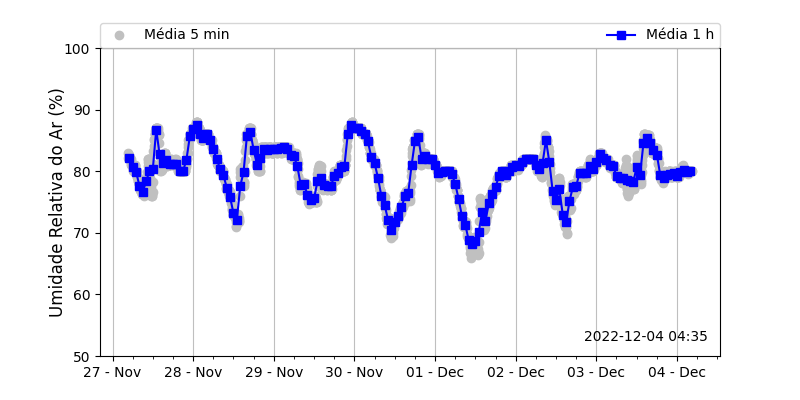 Média 5 min
Média 1 h
Umidade Relativa do Ar (%)
100
90
80
70
60
50
2022-12-04 04:35
27 - Nov
28 - Nov
29 - Nov
30 - Nov
01 - Dec
02 - Dec
03 - Dec
04 - Dec